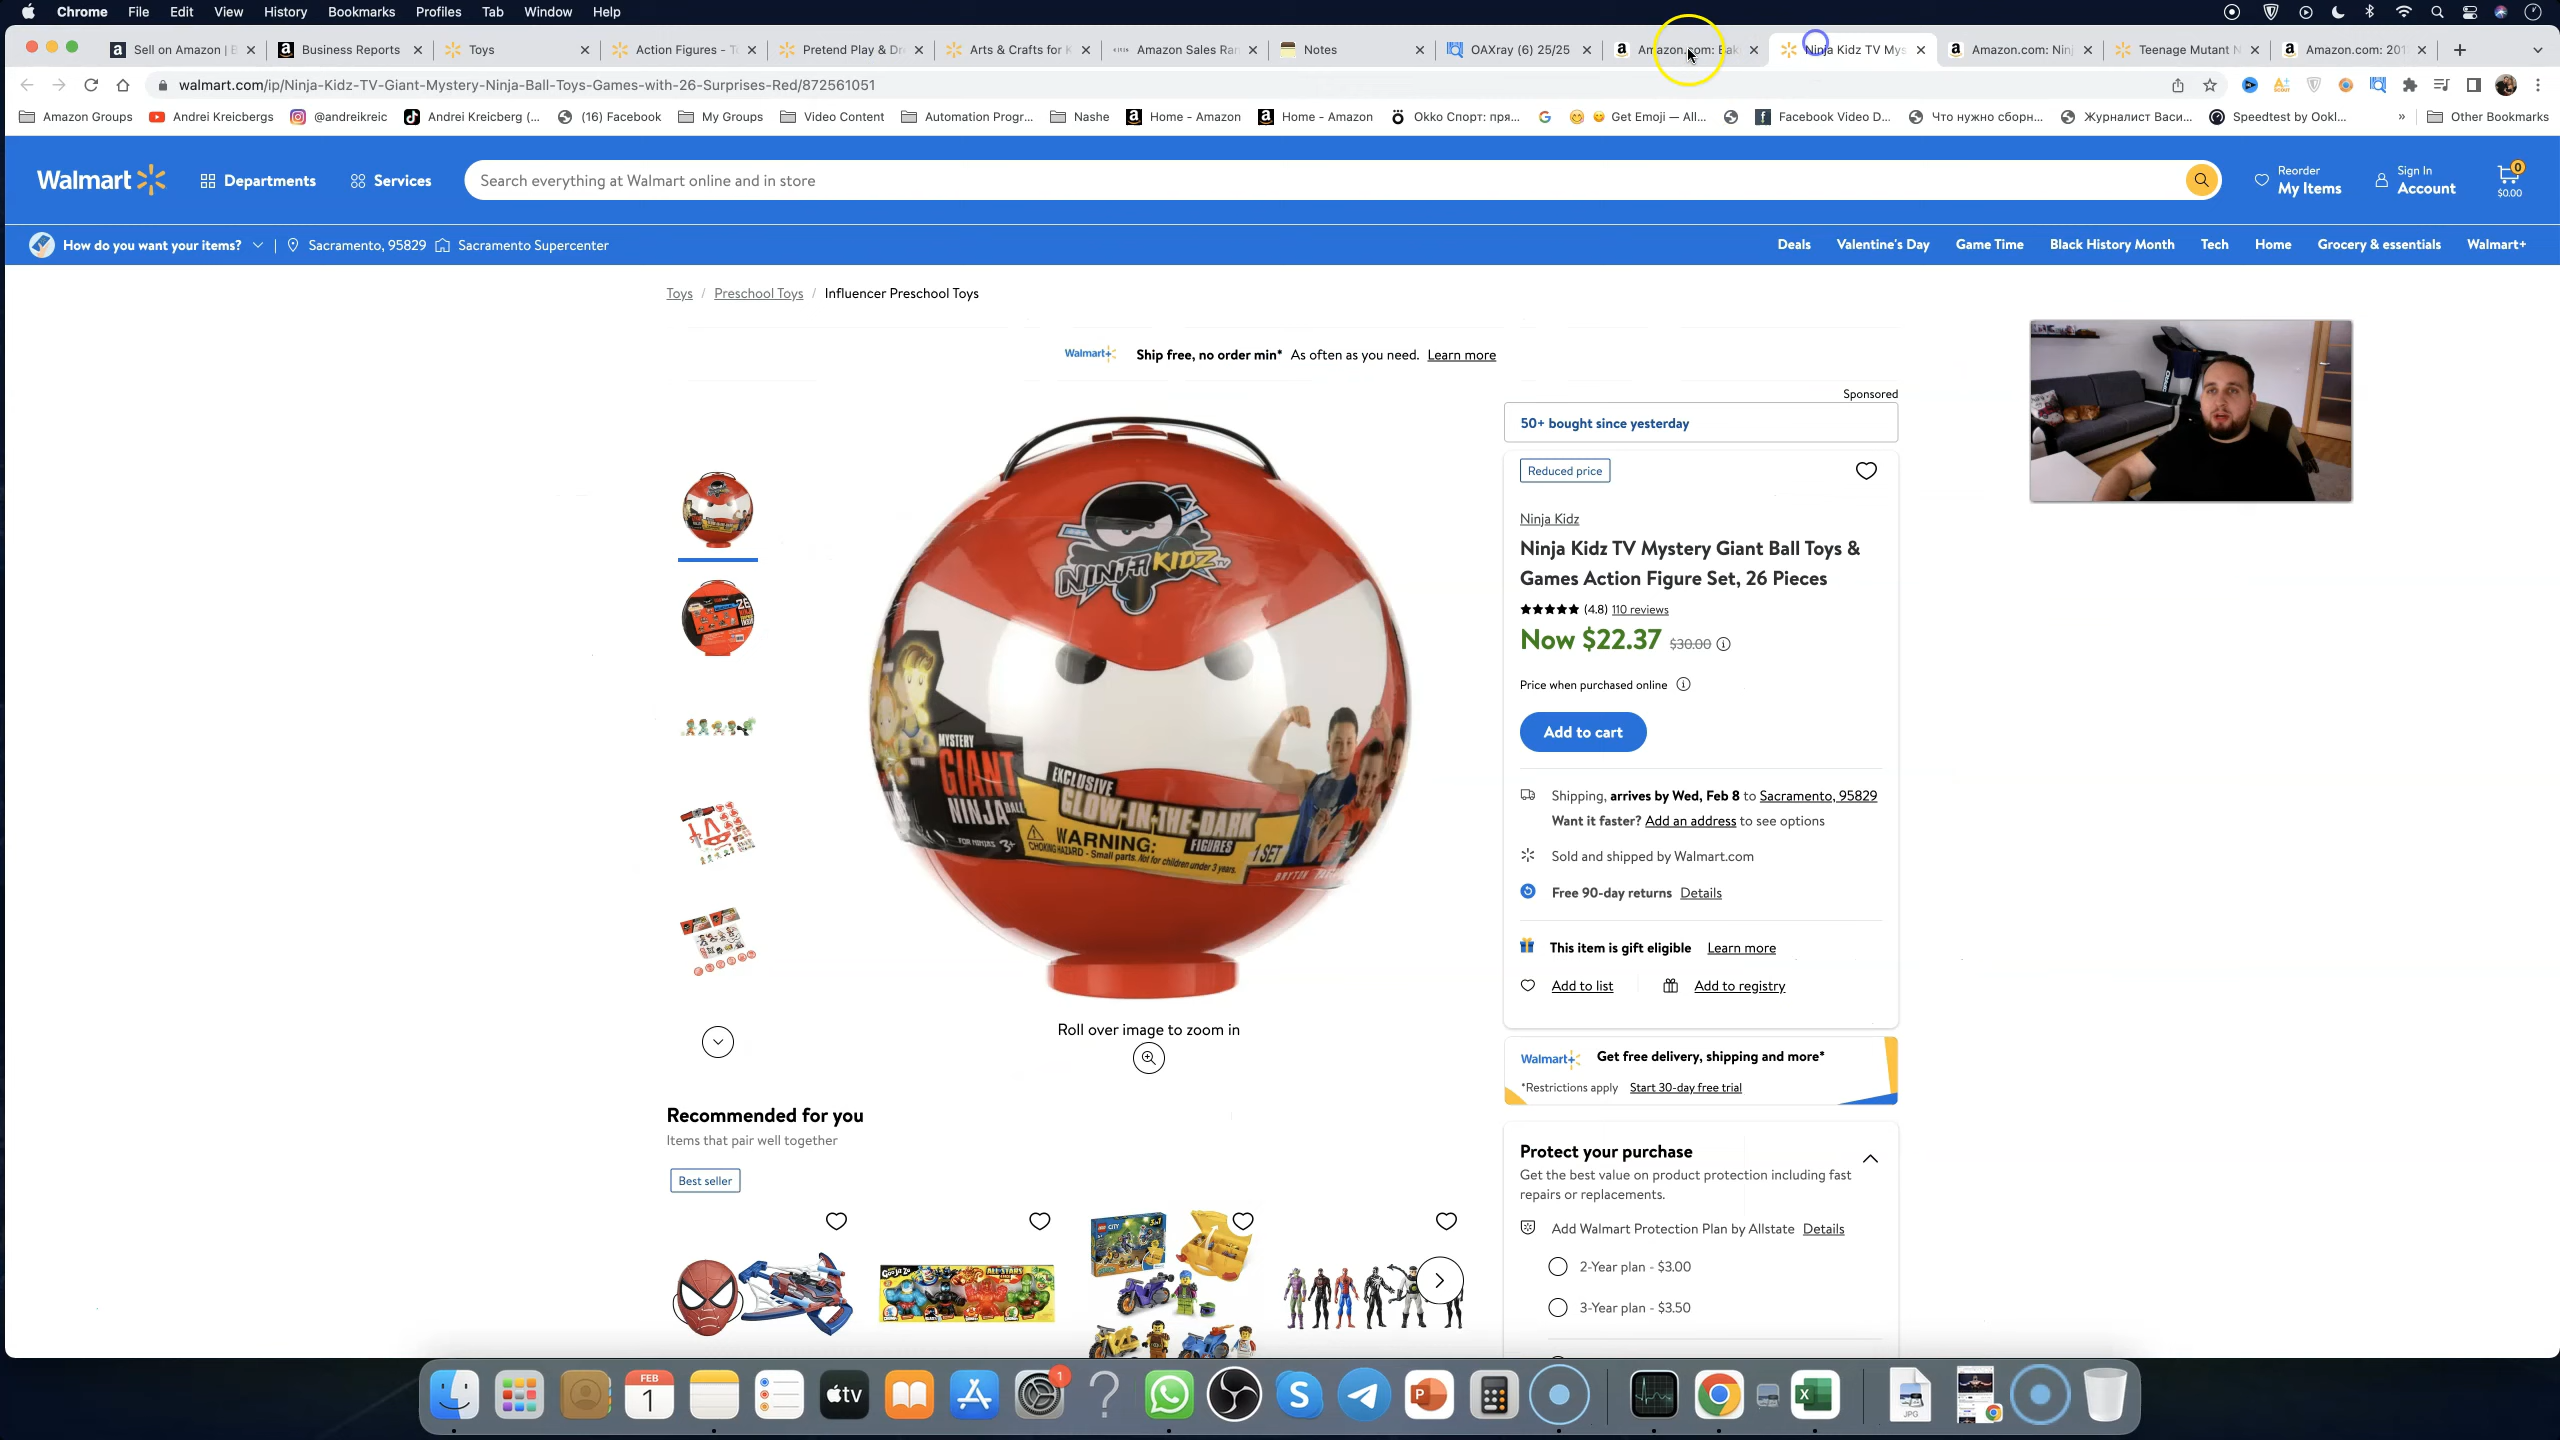 Chrome File Edit View History Bookmarks Profiles Tab Window Help
Sell on Amazon | B
Business Reports
Toys
Action Figures - To
Pretend Play & Dr
Arts & Crafts for K
Amazon Sales Ran
Notes
OAXray (6) 25/25
Amazon.com: Bak
Ninja Kidz TV Mys
Amazon.com: Ninj
Teenage Mutant N
Amazon.com: 201
walmart.com/ip/Ninja-Kidz-TV-Giant-Mystery-Ninja-Ball-Toys-Games-with-26-Surprises-Red/872561051
Amazon Groups
Andrei Kreicbergs
@andreikreic
Andrei Kreicberg (...
(16) Facebook
My Groups
Video Content
Automation Progr...
Nashe
Home - Amazon
Home - Amazon
Okko Спорт: пря...
Get Emoji — All...
Facebook Video D...
Что нужно сборн...
Журналист Васи...
Speedtest by Ookl...
»
Other Bookmarks
Walmart
Departments
Services
Search everything at Walmart online and in store
Reorder
My Items
Sign In
Account
0
$0.00
How do you want your items?
Sacramento, 95829
Sacramento Supercenter
Deals
Valentine's Day
Game Time
Black History Month
Tech
Home
Grocery & essentials
Walmart+
Toys / Preschool Toys / Influencer Preschool Toys
Walmart+
Ship free, no order min* As often as you need. Learn more
Sponsored
50+ bought since yesterday
Reduced price
Ninja Kidz
Ninja Kidz TV Mystery Giant Ball Toys &
Games Action Figure Set, 26 Pieces
(4.8) 110 reviews
Now $22.37 $30.00
Price when purchased online
Add to cart
Shipping, arrives by Wed, Feb 8 to Sacramento, 95829
Want it faster? Add an address to see options
Sold and shipped by Walmart.com
Free 90-day returns Details
This item is gift eligible Learn more
Add to list
Add to registry
NINJA KIDZ TV
MYSTERY
GIANT
NINJA BALL
FOR NINJAS 3+
EXCLUSIVE
GLOW-IN-THE-DARK
FIGURES
1 SET
WARNING:
CHOKING HAZARD - Small parts. Not for children under 3 years.
Roll over image to zoom in
Walmart+
Get free delivery, shipping and more*
*Restrictions apply Start 30-day free trial
Recommended for you
Items that pair well together
Best seller
Protect your purchase
Get the best value on product protection including fast
repairs or replacements.
Add Walmart Protection Plan by Allstate Details
2-Year plan - $3.00
3-Year plan - $3.50
FEB
1
tv
1
JPG